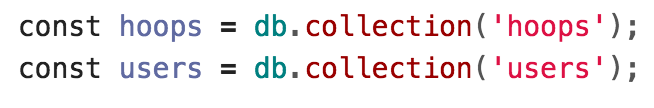 const hoops = db.collection('hoops');
const users = db.collection('users');